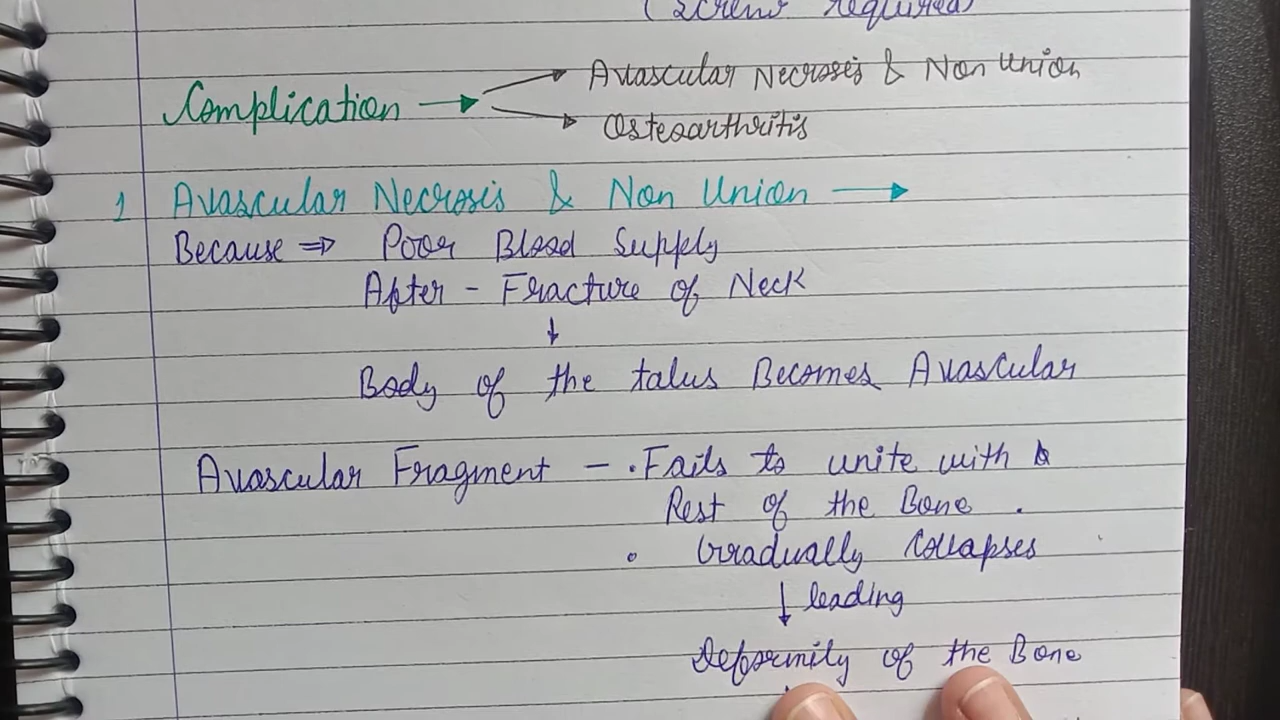 (Screw required)
Avascular Necrosis & Non Union
Complication →
Osteoarthritis
1 Avascular Necrosis & Non Union →
Because ⇒ Poor Blood Supply
After - Fracture of Neck
↓
Body of the talus Becomes Avascular
Avascular Fragment - • Fails to unite with
Rest of the Bone .
• Gradually Collapses
↓ leading
Deformity of the Bone